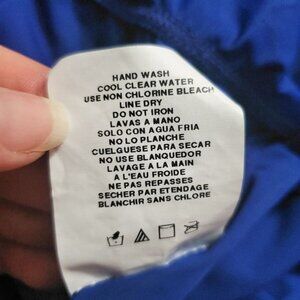 HAND WASH
COOL CLEAR WATER
USE NON CHLORINE BLEACH
LINE DRY
DO NOT IRON
LAVAS A MANO
SOLO CON AGUA FRIA
NO LO PLANCHE
CUELGUESE PARA SECAR
NO USE BLANQUEDOR
LAVAGE A LA MAIN
A L'EAU FROIDE
NE PAS REPASSES
SECHER PAR ETENDAGE
BLANCHIR SANS CHLORE